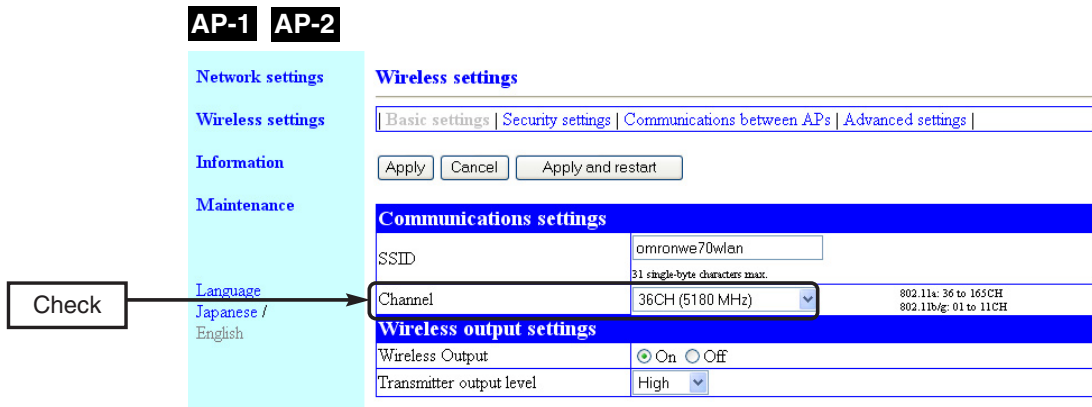 AP-1 AP-2
Network settings
Wireless settings
Information
Maintenance
Language
Japanese /
English
Check
Wireless settings
| Basic settings | Security settings | Communications between APs | Advanced settings |
Apply Cancel Apply and restart
Communications settings
SSID omronwe70wlan
31 single-byte characters max.
Channel 36CH (5180 MHz) 802.11a: 36 to 165CH
802.11b/g: 01 to 11CH
Wireless output settings
Wireless Output On Off
Transmitter output level High